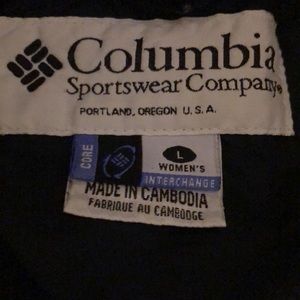 Columbia
Sportswear Company®
PORTLAND, OREGON U.S.A.
CORE
L
WOMEN'S
INTERCHANGE
MADE IN CAMBODIA
FABRIQUE AU CAMBODGE